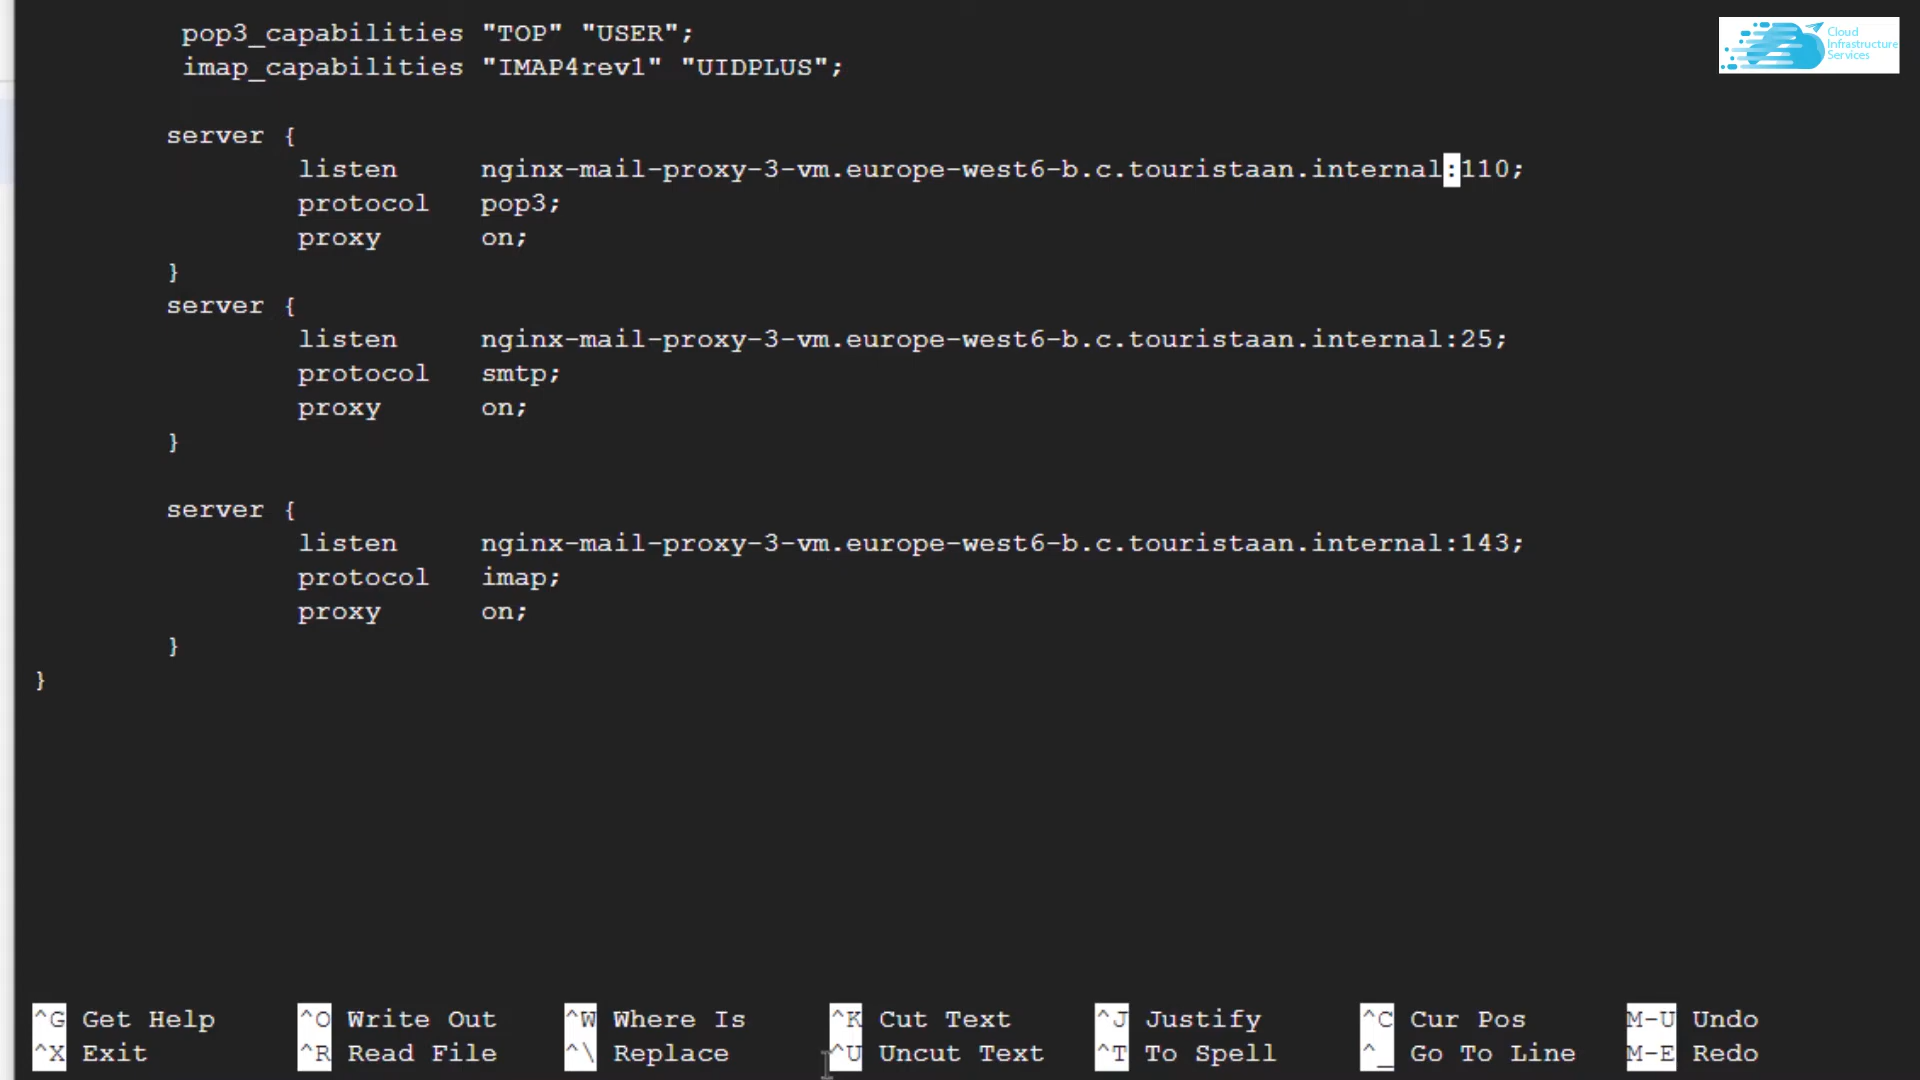 pop3_capabilities "TOP" "USER";
imap_capabilities "IMAP4rev1" "UIDPLUS";
Cloud
Infrastructure
Services
server {
listen nginx-mail-proxy-3-vm.europe-west6-b.c.touristaan.internal:110;
protocol pop3;
proxy on;
}
server {
listen nginx-mail-proxy-3-vm.europe-west6-b.c.touristaan.internal:25;
protocol smtp;
proxy on;
}
server {
listen nginx-mail-proxy-3-vm.europe-west6-b.c.touristaan.internal:143;
protocol imap;
proxy on;
}
}
^G Get Help ^O Write Out ^W Where Is ^K Cut Text ^J Justify ^C Cur Pos M-U Undo
^X Exit ^R Read File ^\ Replace ^U Uncut Text ^T To Spell ^_ Go To Line M-E Redo